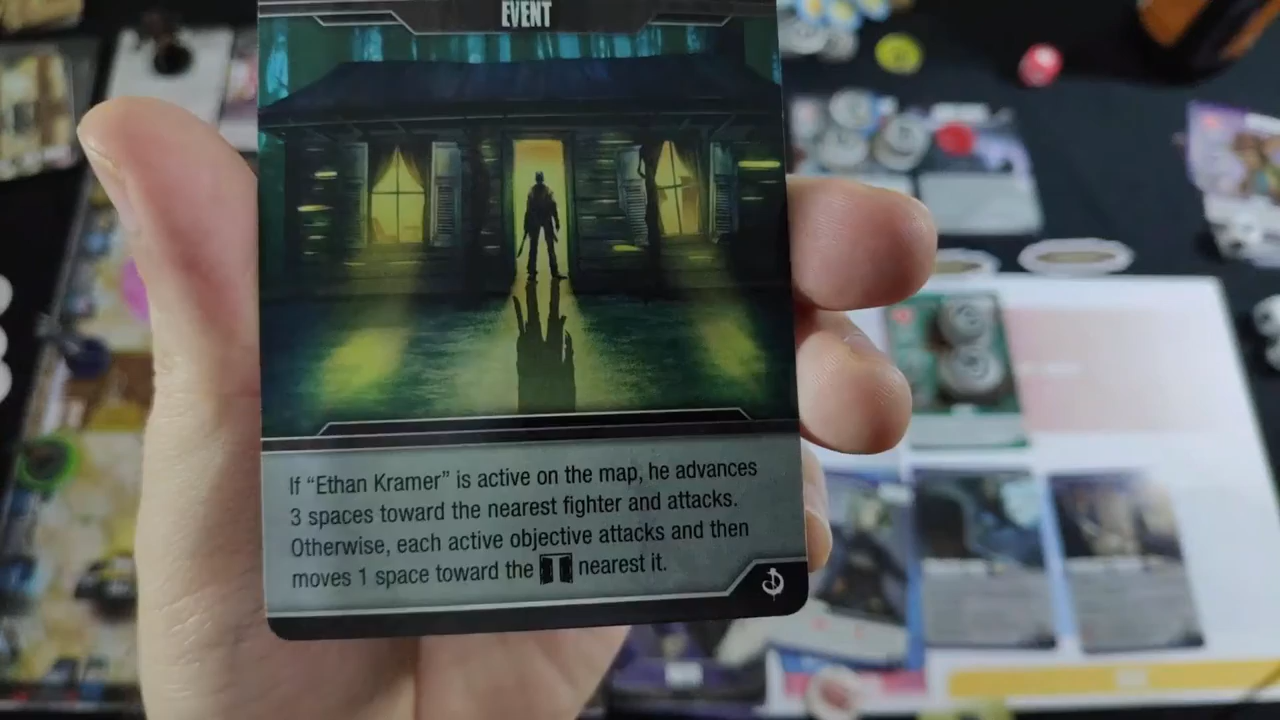 EVENT
If “Ethan Kramer” is active on the map, he advances
3 spaces toward the nearest fighter and attacks.
Otherwise, each active objective attacks and then
moves 1 space toward the nearest it.